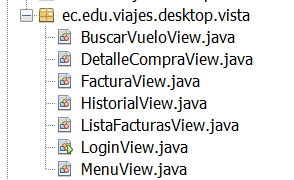 ec.edu.viajes.desktop.vista
BuscarVueloView.java
DetalleCompraView.java
FacturaView.java
HistorialView.java
ListaFacturasView.java
LoginView.java
MenuView.java